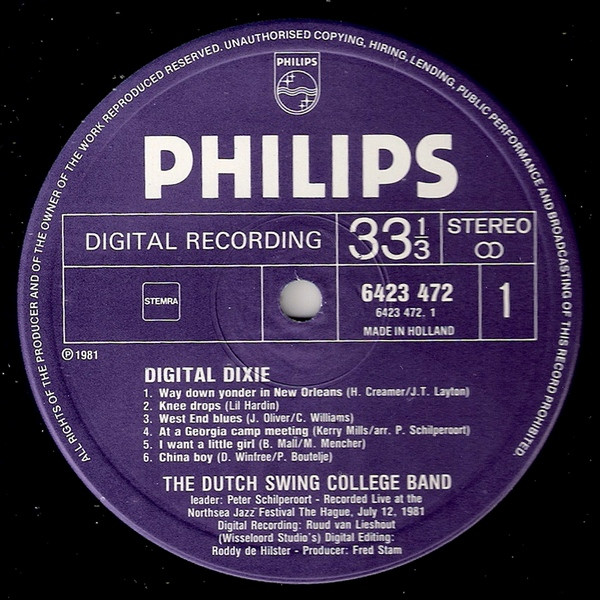 ALL RIGHTS OF THE PRODUCER AND OF THE OWNER OF THE WORK REPRODUCED RESERVED. UNAUTHORISED COPYING, HIRING, LENDING, PUBLIC PERFORMANCE AND BROADCASTING OF THIS RECORD PROHIBITED.
PHILIPS
PHILIPS
DIGITAL RECORDING
33 1/3
STEREO
STEMRA
6423 472
6423 472. 1
MADE IN HOLLAND
1
Ⓟ 1981
DIGITAL DIXIE
1. Way down yonder in New Orleans (H. Creamer/J.T. Layton)
2. Knee drops (Lil Hardin)
3. West End blues (J. Oliver/C. Williams)
4. At a Georgia camp meeting (Kerry Mills/arr. P. Schilperoort)
5. I want a little girl (B. Mall/M. Mencher)
6. China boy (D. Winfree/P. Boutelje)
THE DUTCH SWING COLLEGE BAND
leader: Peter Schilperoort - Recorded Live at the
Northsea Jazz Festival The Hague, July 12, 1981
Digital Recording: Ruud van Lieshout
(Wisseloord Studio's) Digital Editing:
Roddy de Hilster - Producer: Fred Stam